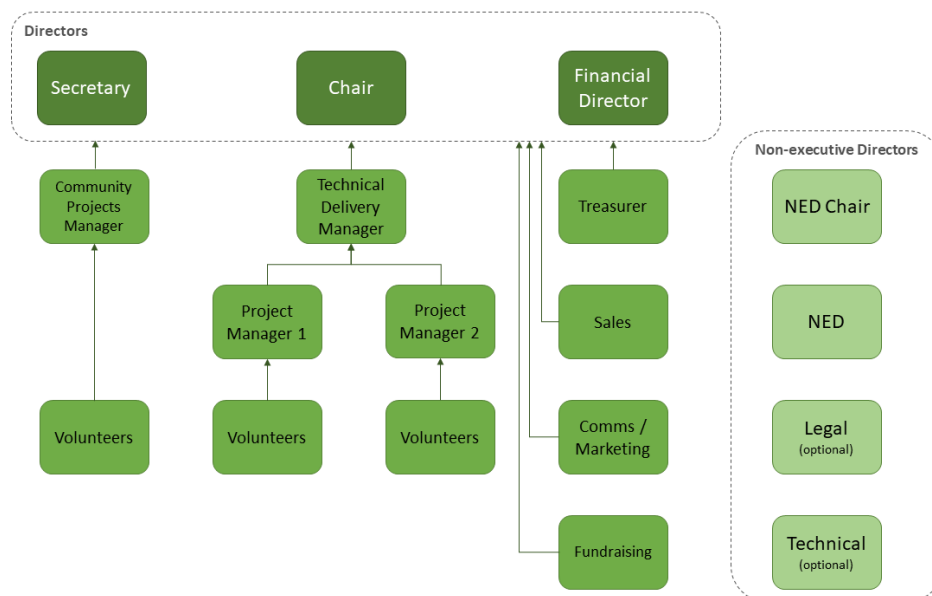 Directors
Secretary
Chair
Financial
Director
Non-executive Directors
Community
Projects
Manager
Technical
Delivery
Manager
Treasurer
NED Chair
Project
Manager 1
Project
Manager 2
Sales
NED
Volunteers
Volunteers
Volunteers
Comms /
Marketing
Legal
(optional)
Fundraising
Technical
(optional)